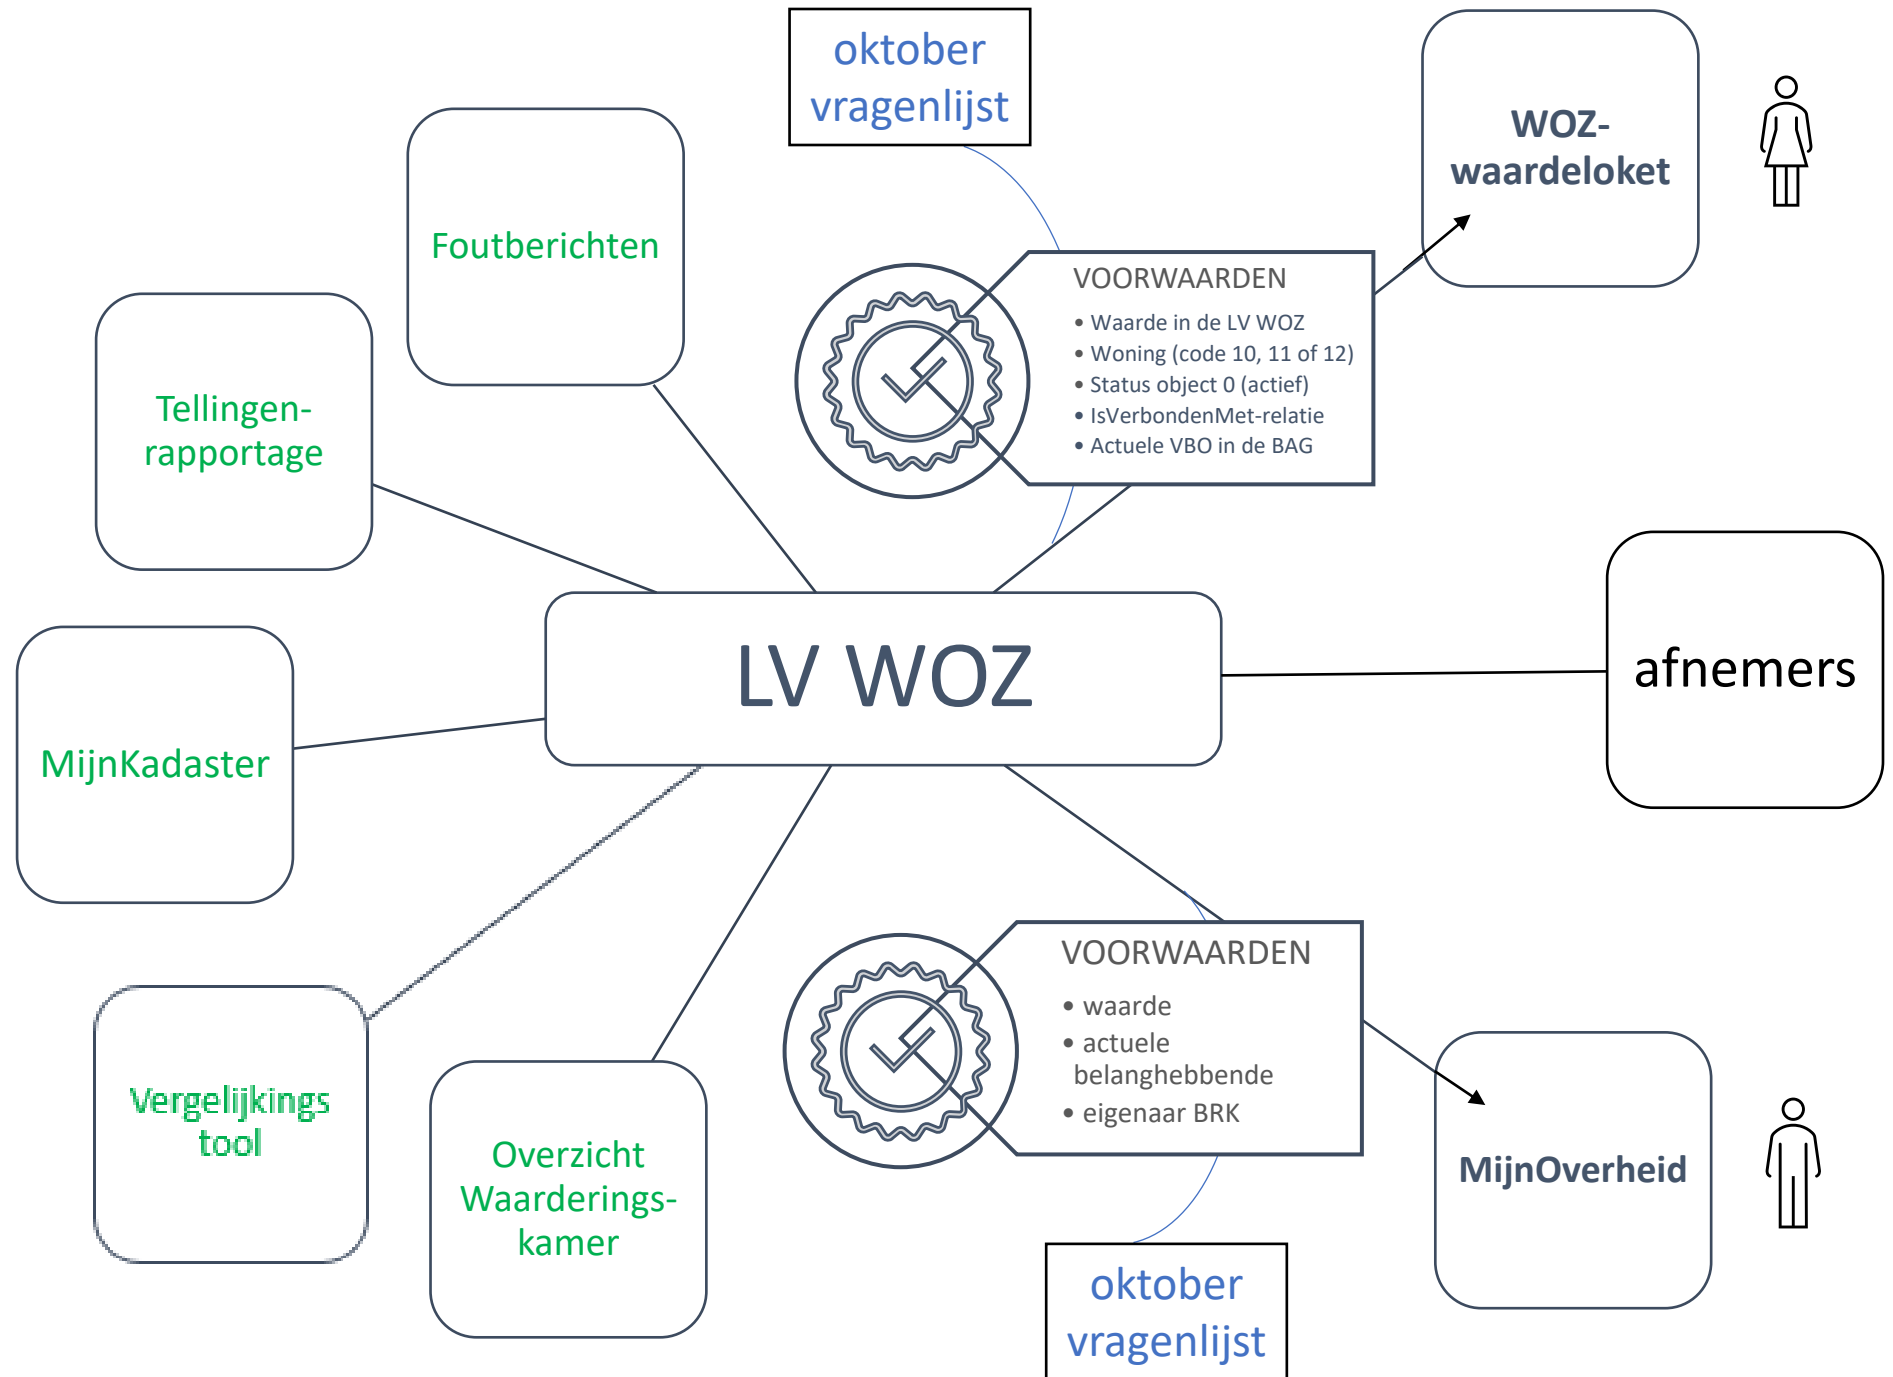 oktober
vragenlijst
WOZ-
waardeloket
Foutberichten
VOORWAARDEN
• Waarde in de LV WOZ
• Woning (code 10, 11 of 12)
• Status object 0 (actief)
• IsVerbondenMet-relatie
• Actuele VBO in de BAG
Tellingen-
rapportage
LV WOZ
afnemers
MijnKadaster
VOORWAARDEN
• waarde
• actuele
belanghebbende
• eigenaar BRK
Vergelijkings
tool
Overzicht
Waarderings-
kamer
MijnOverheid
oktober
vragenlijst